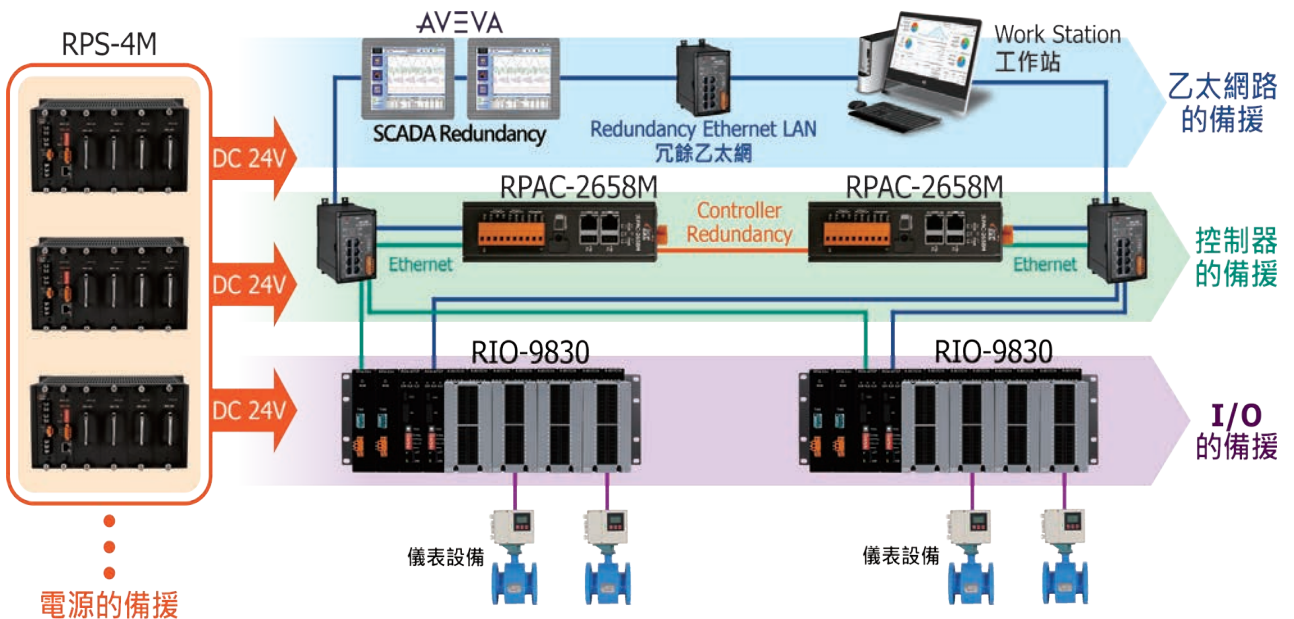 RPS-4M
AVEVA
SCADA Redundancy
Redundancy Ethernet LAN
冗餘乙太網
Work Station
工作站
乙太網路
的備援
DC 24V
RPAC-2658M
RPAC-2658M
Controller
Redundancy
Ethernet
Ethernet
控制器
的備援
DC 24V
RIO-9830
RIO-9830
DC 24V
I/O
的備援
儀表設備
儀表設備
電源的備援